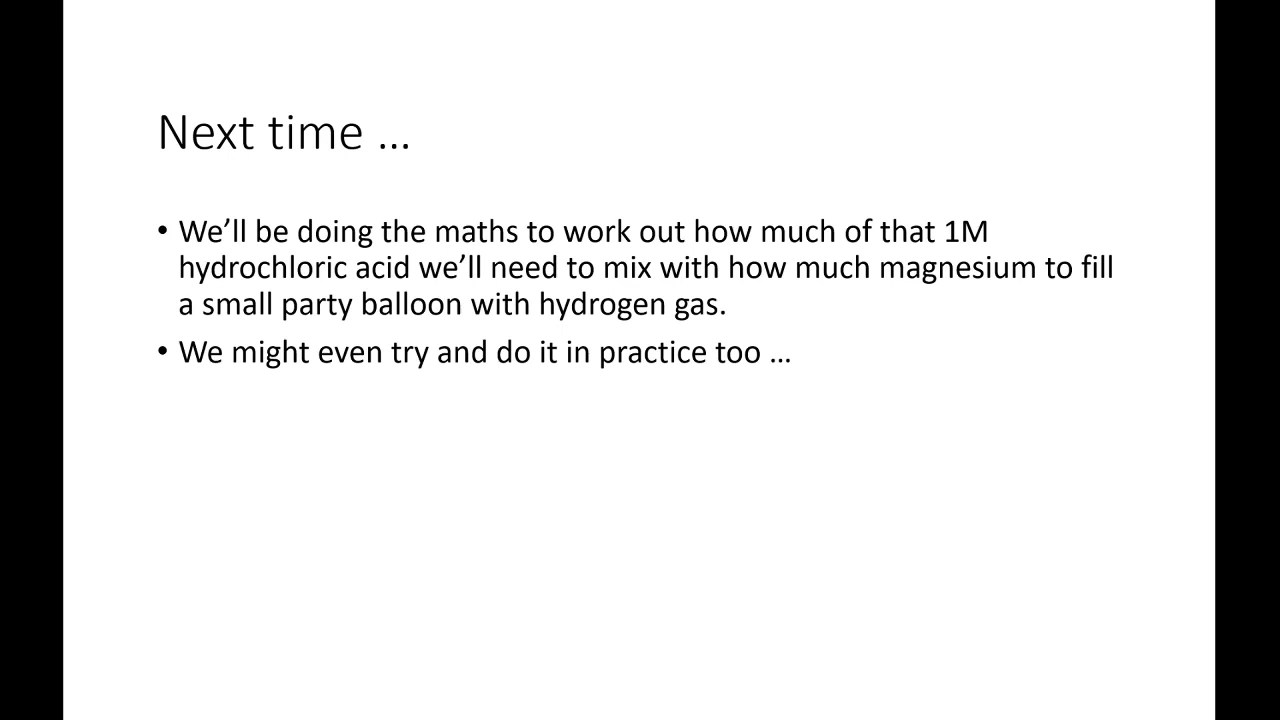 Next time …
• We’ll be doing the maths to work out how much of that 1M
hydrochloric acid we’ll need to mix with how much magnesium to fill
a small party balloon with hydrogen gas.
• We might even try and do it in practice too …